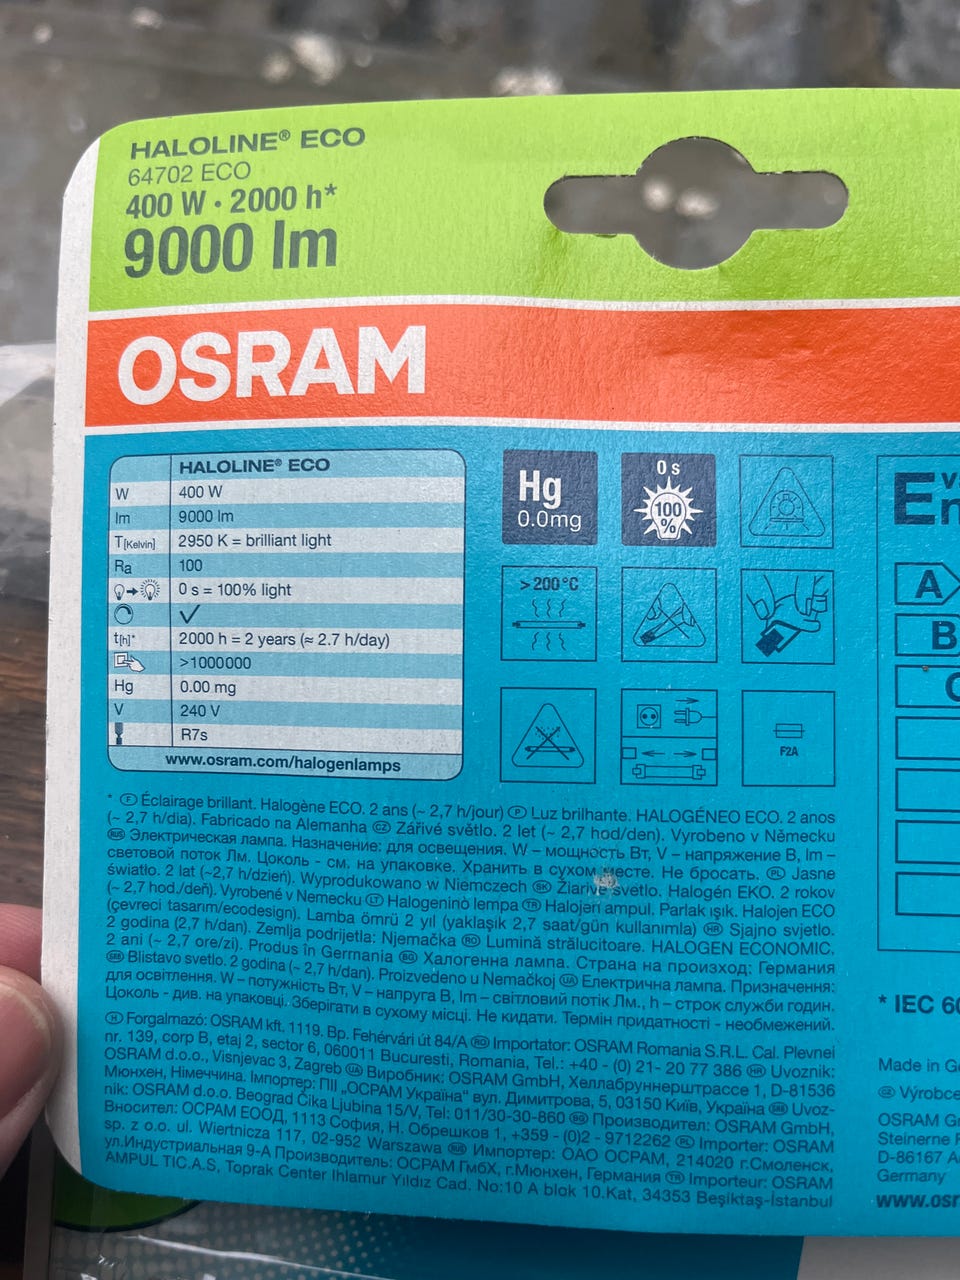 HALOLINE® ECO
64702 ECO
400 W · 2000 h*
9000 lm
OSRAM
HALOLINE® ECO
W 400 W
lm 9000 lm
T[Kelvin] 2950 K = brilliant light
Ra 100
0 s = 100% light
✓
t[h]* 2000 h = 2 years (≈ 2.7 h/day)
>1000000
Hg 0.00 mg
V 240 V
R7s
www.osram.com/halogenlamps
Hg
0.0mg
0 s
100
%
>200°C
F2A
A
B
C
* Ⓕ Éclairage brillant. Halogène ECO. 2 ans (~ 2,7 h/jour) Ⓟ Luz brilhante. HALOGÉNEO ECO. 2 anos
(~ 2,7 h/dia). Fabricado na Alemanha CZ Zářivé světlo. 2 let (~ 2,7 hod/den). Vyrobeno v Německu
RUS Электрическая лампа. Назначение: для освещения. W – мощность Вт, V – напряжение В, lm –
световой поток Лм. Цоколь - см. на упаковке. Хранить в сухом месте. Не бросать. PL Jasne
światło. 2 lat (~2,7 h/dzień). Wyprodukowano w Niemczech SK Žiarivé svetlo. Halogén EKO. 2 rokov
(~ 2,7 hod./deň). Vyrobené v Nemecku LT Halogeninò lempa TR Halojen ampul. Parlak ışık. Halojen ECO
(çevreci tasarım/ecodesign). Lamba ömrü 2 yıl (yaklaşık 2,7 saat/gün kullanımla) HR Sjajno svjetlo.
2 godina (2,7 h/dan). Zemlja podrijetla: Njemačka RO Lumină strălucitoare. HALOGEN ECONOMIC.
2 ani (~ 2,7 ore/zi). Produs în Germania BG Халогенна лампа. Страна на произход: Германия
SRB Blistavo svetlo. 2 godina (~ 2,7 h/dan). Proizvedeno u Nemačkoj UA Електрична лампа. Призначення:
для освітлення. W – потужність Вт, V – напруга В, lm – світловий потік Лм., h – строк служби годин.
Цоколь - див. на упаковці. Зберігати в сухому місці. Не кидати. Термін придатності - необмежений.
H Forgalmazó: OSRAM kft. 1119. Bp. Fehérvári út 84/A RO Importator: OSRAM Romania S.R.L. Cal. Plevnei
nr. 139, corp B, etaj 2, sector 6, 060011 Bucuresti, Romania, Tel.: +40 - (0) 21- 20 77 386 HR Uvoznik:
OSRAM d.o.o., Visnjevac 3, Zagreb UA Виробник: OSRAM GmbH, Хеллабруннерштрассе 1, D-81536
Мюнхен, Німеччина. Імпортер: ПІІ „ОСРАМ Україна" вул. Димитрова, 5, 03150 Київ, Україна SRB Uvoz-
nik: OSRAM d.o.o. Beograd Čika Ljubina 15/V, Tel: 011/30-30-860 BG Производител: OSRAM GmbH,
Вносител: ОСРАМ ЕООД, 1113 София, Н. Обрешков 1, +359 - (0)2 - 9712262 PL Importer: OSRAM
sp. z o.o. ul. Wiertnicza 117, 02-952 Warszawa RUS Импортер: ОАО ОСРАМ, 214020 г.Смоленск,
ул.Индустриальная 9-А Производитель: ОСРАМ ГмбХ, г.Мюнхен, Германия TR Importeur: OSRAM
AMPUL TIC.A.S, Toprak Center Ihlamur Yıldız Cad. No:10 A blok 10.Kat, 34353 Beşiktaş-İstanbul
* IEC 60
Made in Ge
CZ Výrobce
OSRAM Gm
Steinerne F
D-86167 A
Germany
www.osr